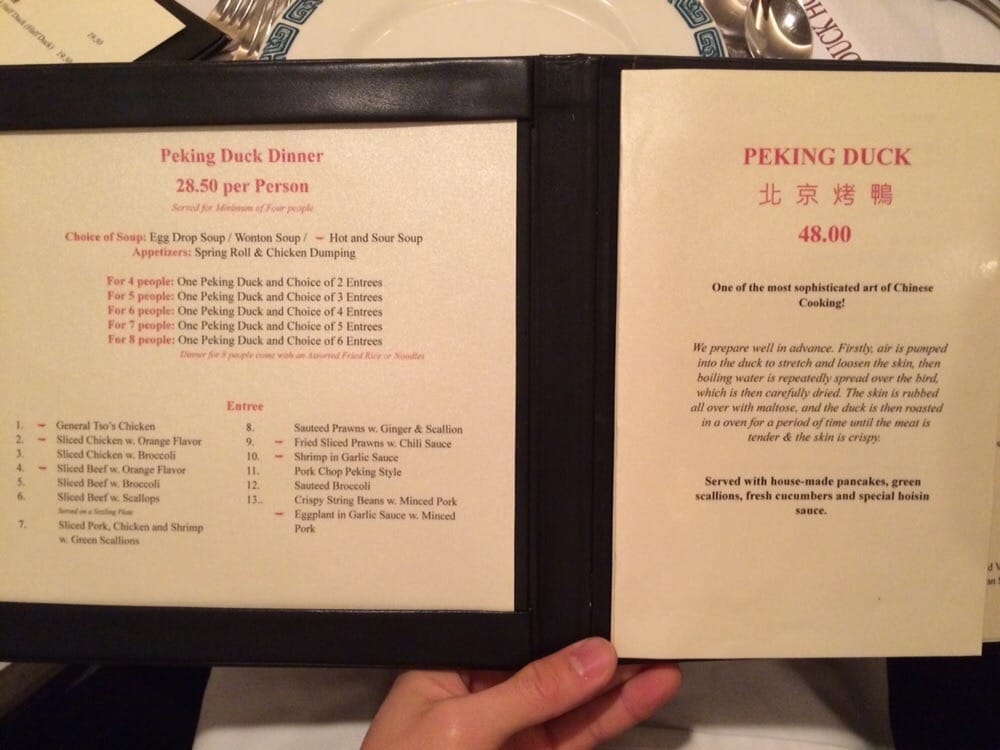 Half Duck (Half Duck) 19.50
19.50
DUCK HO
Peking Duck Dinner
28.50 per Person
Served for Minimum of Four people
Choice of Soup: Egg Drop Soup / Wonton Soup / Hot and Sour Soup
Appetizers: Spring Roll & Chicken Dumping
For 4 people: One Peking Duck and Choice of 2 Entrees
For 5 people: One Peking Duck and Choice of 3 Entrees
For 6 people: One Peking Duck and Choice of 4 Entrees
For 7 people: One Peking Duck and Choice of 5 Entrees
For 8 people: One Peking Duck and Choice of 6 Entrees
Dinner for 8 people come with an Assorted Fried Rice or Noodles
Entree
1. General Tso's Chicken
2. Sliced Chicken w. Orange Flavor
3. Sliced Chicken w. Broccoli
4. Sliced Beef w. Orange Flavor
5. Sliced Beef w. Broccoli
6. Sliced Beef w. Scallops
Served on a Sizzling Plate
7. Sliced Pork, Chicken and Shrimp
w. Green Scallions
8. Sauteed Prawns w. Ginger & Scallion
9. Fried Sliced Prawns w. Chili Sauce
10. Shrimp in Garlic Sauce
11. Pork Chop Peking Style
12. Sauteed Broccoli
13.. Crispy String Beans w. Minced Pork
Eggplant in Garlic Sauce w. Minced
Pork
PEKING DUCK
北京烤鴨
48.00
One of the most sophisticated art of Chinese
Cooking!
We prepare well in advance. Firstly, air is pumped
into the duck to stretch and loosen the skin, then
boiling water is repeatedly spread over the bird,
which is then carefully dried. The skin is rubbed
all over with maltose, and the duck is then roasted
in a oven for a period of time until the meat is
tender & the skin is crispy.
Served with house-made pancakes, green
scallions, fresh cucumbers and special hoisin
sauce.